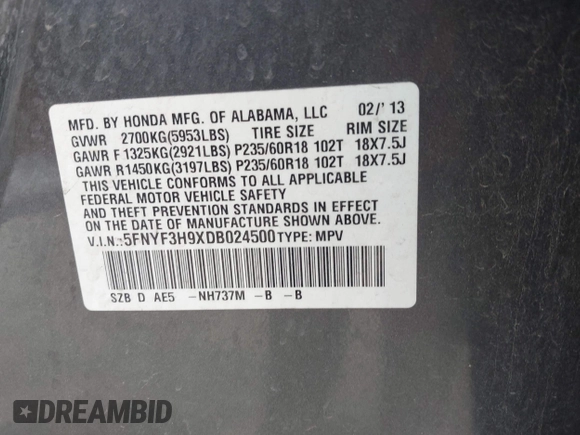 MFD. BY HONDA MFG. OF ALABAMA, LLC 02/' 13
GVWR 2700KG(5953LBS) TIRE SIZE RIM SIZE
GAWR F 1325KG(2921LBS) P235/60R18 102T 18X7.5J
GAWR R1450KG(3197LBS) P235/60R18 102T 18X7.5J
THIS VEHICLE CONFORMS TO ALL APPLICABLE
FEDERAL MOTOR VEHICLE SAFETY
AND THEFT PREVENTION STANDARDS IN EFFECT
ON THE DATE OF MANUFACTURE SHOWN ABOVE.
V.I.N.:5FNYF3H9XDB024500 TYPE: MPV
SZB D AE5 -NH737M -B -B
DREAMBID